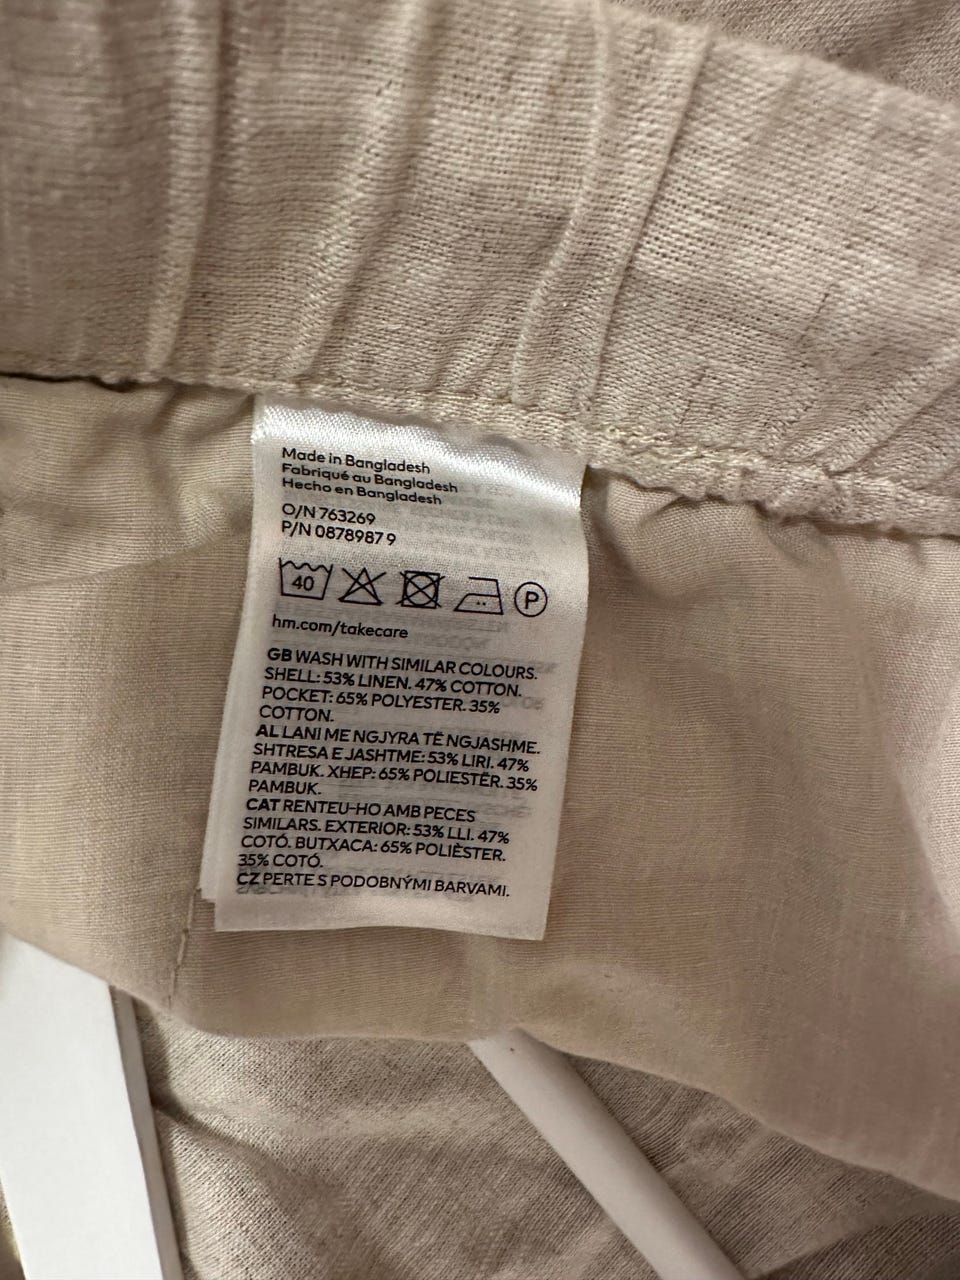 Made in Bangladesh
Fabriqué au Bangladesh
Hecho en Bangladesh
O/N 763269
P/N 0878987 9
40
P
hm.com/takecare
GB WASH WITH SIMILAR COLOURS.
SHELL: 53% LINEN. 47% COTTON.
POCKET: 65% POLYESTER. 35%
COTTON.
AL LANI ME NGJYRA TË NGJASHME.
SHTRESA E JASHTME: 53% LIRI. 47%
PAMBUK. XHEP: 65% POLIESTËR. 35%
PAMBUK.
CAT RENTEU-HO AMB PECES
SIMILARS. EXTERIOR: 53% LLI. 47%
COTÓ. BUTXACA: 65% POLIÈSTER.
35% COTÓ.
CZ PERTE S PODOBNÝMI BARVAMI.